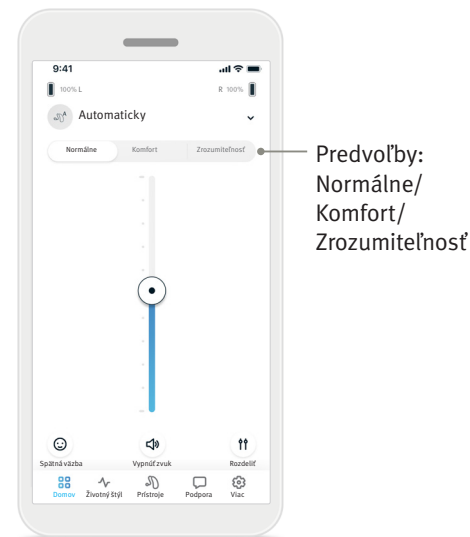 9:41
100% L
R 100%
Automaticky
Normálne Komfort Zrozumiteľnosť
Predvoľby:
Normálne/
Komfort/
Zrozumiteľnosť
Spätná väzba Vypnúť zvuk Rozdeliť
Domov Životný štýl Prístroje Podpora Viac